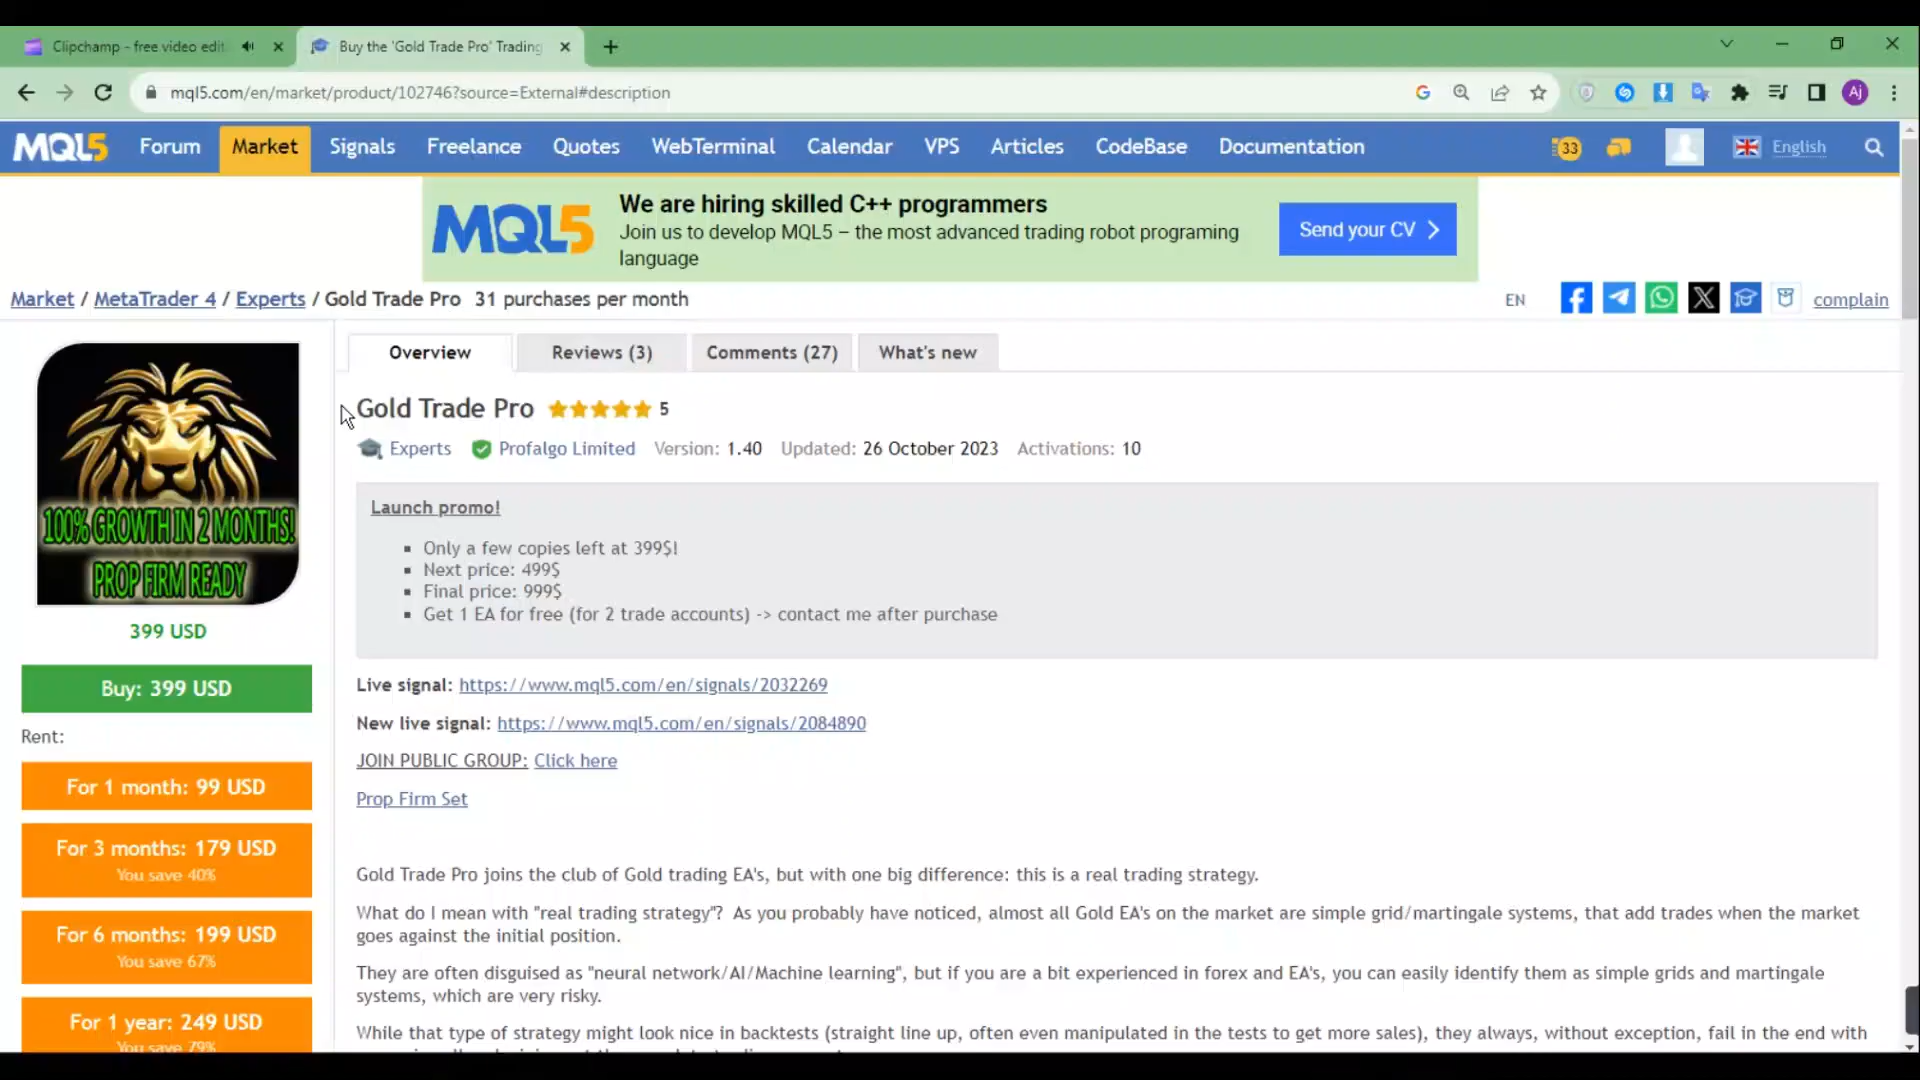 Clipchamp - free video edit
Buy the 'Gold Trade Pro' Trading
mql5.com/en/market/product/102746?source=External#description
Aj
MQL5
Forum
Market
Signals
Freelance
Quotes
WebTerminal
Calendar
VPS
Articles
CodeBase
Documentation
33
English
MQL5
We are hiring skilled C++ programmers
Join us to develop MQL5 – the most advanced trading robot programing
language
Send your CV
Market / MetaTrader 4 / Experts / Gold Trade Pro 31 purchases per month
EN
complain
100% GROWTH IN 2 MONTHS!
PROP FIRM READY
399 USD
Buy: 399 USD
Rent:
For 1 month: 99 USD
For 3 months: 179 USD
You save 40%
For 6 months: 199 USD
You save 67%
For 1 year: 249 USD
You save 79%
Overview
Reviews (3)
Comments (27)
What's new
Gold Trade Pro 5
Experts Profalgo Limited Version: 1.40 Updated: 26 October 2023 Activations: 10
Launch promo!
Only a few copies left at 399$!
Next price: 499$
Final price: 999$
Get 1 EA for free (for 2 trade accounts) -> contact me after purchase
Live signal: https://www.mql5.com/en/signals/2032269
New live signal: https://www.mql5.com/en/signals/2084890
JOIN PUBLIC GROUP: Click here
Prop Firm Set
Gold Trade Pro joins the club of Gold trading EA's, but with one big difference: this is a real trading strategy.
What do I mean with "real trading strategy"? As you probably have noticed, almost all Gold EA's on the market are simple grid/martingale systems, that add trades when the market
goes against the initial position.
They are often disguised as "neural network/AI/Machine learning", but if you are a bit experienced in forex and EA's, you can easily identify them as simple grids and martingale
systems, which are very risky.
While that type of strategy might look nice in backtests (straight line up, often even manipulated in the tests to get more sales), they always, without exception, fail in the end with